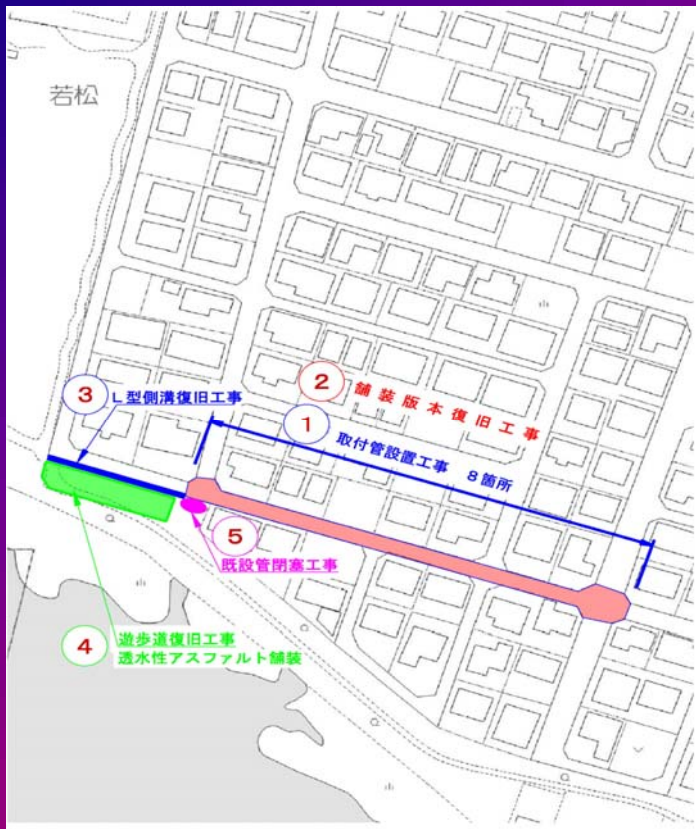 若松
② 舗装版本復旧工事
①
取付管設置工事 8箇所
③ L型側溝復旧工事
⑤
既設管閉塞工事
④ 遊歩道復旧工事
透水性アスファルト舗装